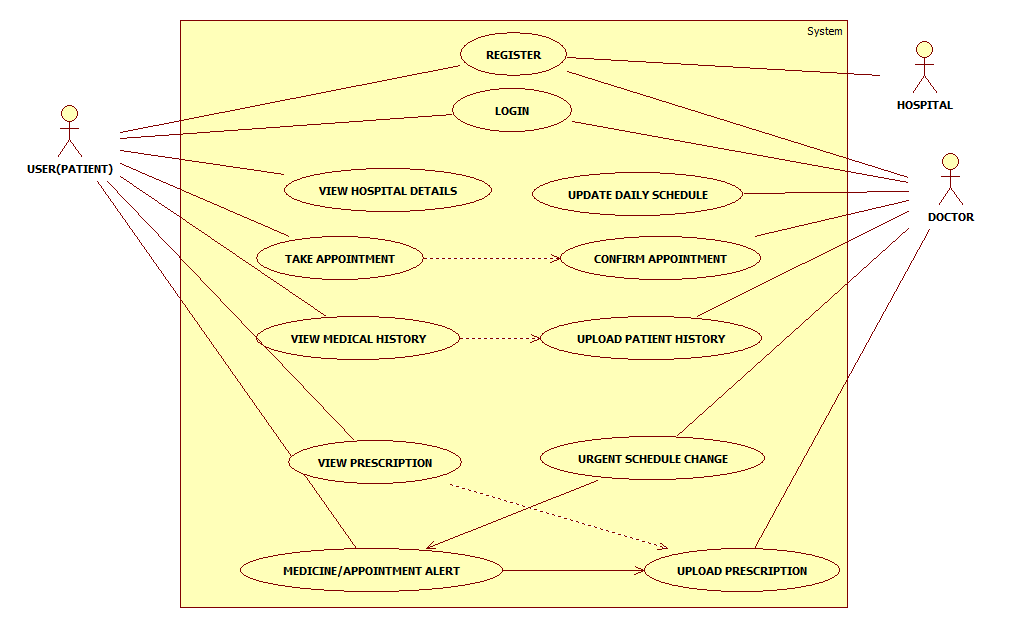 System
REGISTER
HOSPITAL
LOGIN
USER(PATIENT)
VIEW HOSPITAL DETAILS
UPDATE DAILY SCHEDULE
DOCTOR
TAKE APPOINTMENT
CONFIRM APPOINTMENT
VIEW MEDICAL HISTORY
UPLOAD PATIENT HISTORY
VIEW PRESCRIPTION
URGENT SCHEDULE CHANGE
MEDICINE/APPOINTMENT ALERT
UPLOAD PRESCRIPTION